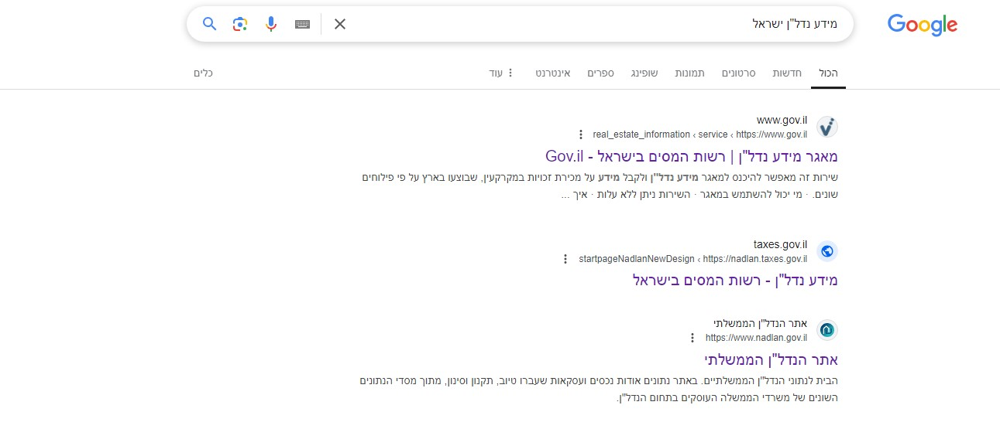 Google
מידע נדל"ן ישראל
הכול חדשות סרטונים תמונות שופינג ספרים אינטרנט עוד כלים
www.gov.il
https://www.gov.il › service › real_estate_information
מאגר מידע נדל"ן | רשות המסים בישראל - Gov.il
שירות זה מאפשר להיכנס למאגר מידע נדל"ן ולקבל מידע על מכירת זכויות במקרקעין, שבוצעו בארץ על פי פילוחים
שונים. · מי יכול להשתמש במאגר · השירות ניתן ללא עלות · איך ...
taxes.gov.il
https://nadlan.taxes.gov.il › startpageNadlanNewDesign
מידע נדל"ן - רשות המסים בישראל
אתר הנדל"ן הממשלתי
https://www.nadlan.gov.il
אתר הנדל"ן הממשלתי
הבית לנתוני הנדל"ן הממשלתיים. באתר נתונים אודות נכסים ועסקאות שעברו טיוב, תקנון וסינון, מתוך מסדי הנתונים
השונים של משרדי הממשלה העוסקים בתחום הנדל"ן.